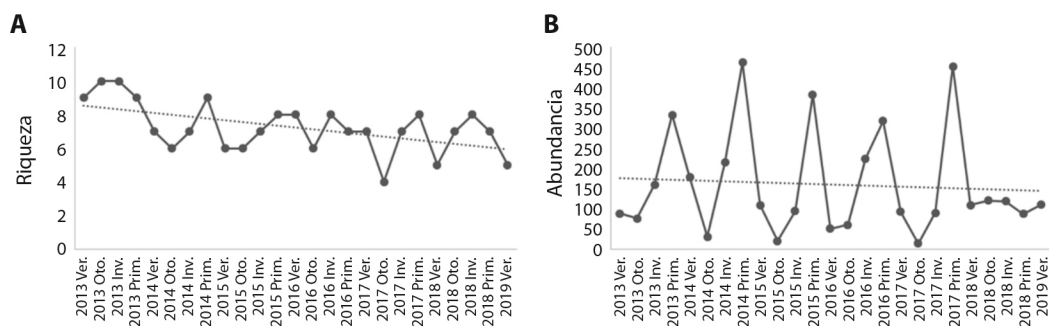 A
Riqueza
12
10
8
6
4
2
0
2013 Ver.
2013 Oto.
2013 Inv.
2013 Prim.
2014 Ver.
2014 Oto.
2014 Inv.
2014 Prim.
2015 Ver.
2015 Oto.
2015 Inv.
2015 Prim.
2016 Ver.
2016 Oto.
2016 Inv.
2016 Prim.
2017 Ver.
2017 Oto.
2017 Inv.
2017 Prim.
2018 Ver.
2018 Oto.
2018 Inv.
2018 Prim.
2019 Ver.
B
Abundancia
500
450
400
350
300
250
200
150
100
50
0
2013 Ver.
2013 Oto.
2013 Inv.
2013 Prim.
2014 Ver.
2014 Oto.
2014 Inv.
2014 Prim.
2015 Ver.
2015 Oto.
2015 Inv.
2015 Prim.
2016 Ver.
2016 Oto.
2016 Inv.
2016 Prim.
2017 Ver.
2017 Oto.
2017 Inv.
2017 Prim.
2018 Ver.
2018 Oto.
2018 Inv.
2018 Prim.
2019 Ver.